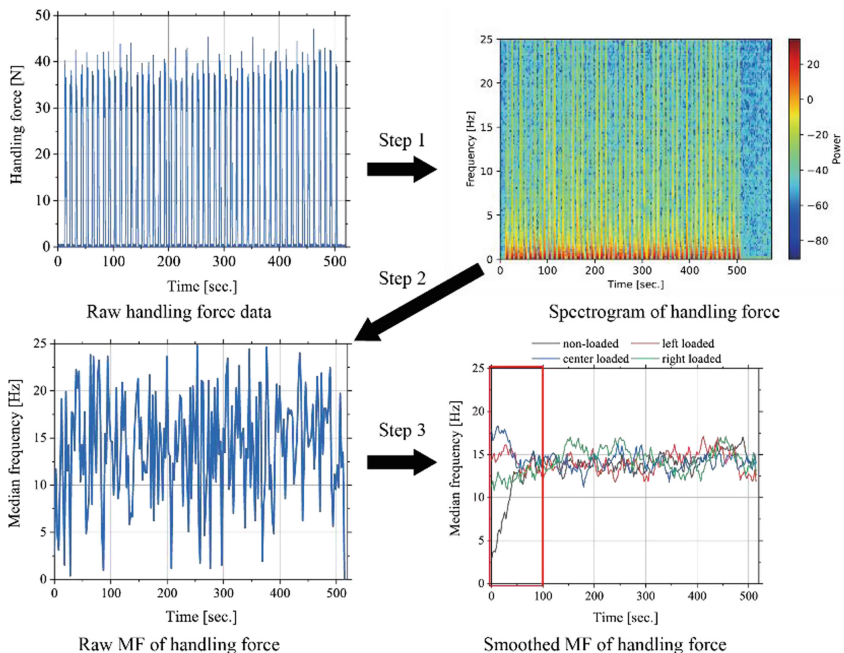 50
40
30
20
10
0
Handling force [N]
0 100 200 300 400 500
Time [sec.]
Raw handling force data
Step 1
25
20
15
10
5
0
Frequency [Hz]
0 100 200 300 400 500
Time [sec.]
20
0
−20
−40
−60
−80
Power
Spectrogram of handling force
Step 2
25
20
15
10
5
0
Median frequency [Hz]
0 100 200 300 400 500
Time [sec.]
Raw MF of handling force
Step 3
non-loaded left loaded
center loaded right loaded
25
20
15
10
5
0
Median frequency [Hz]
0 100 200 300 400 500
Time [sec.]
Smoothed MF of handling force